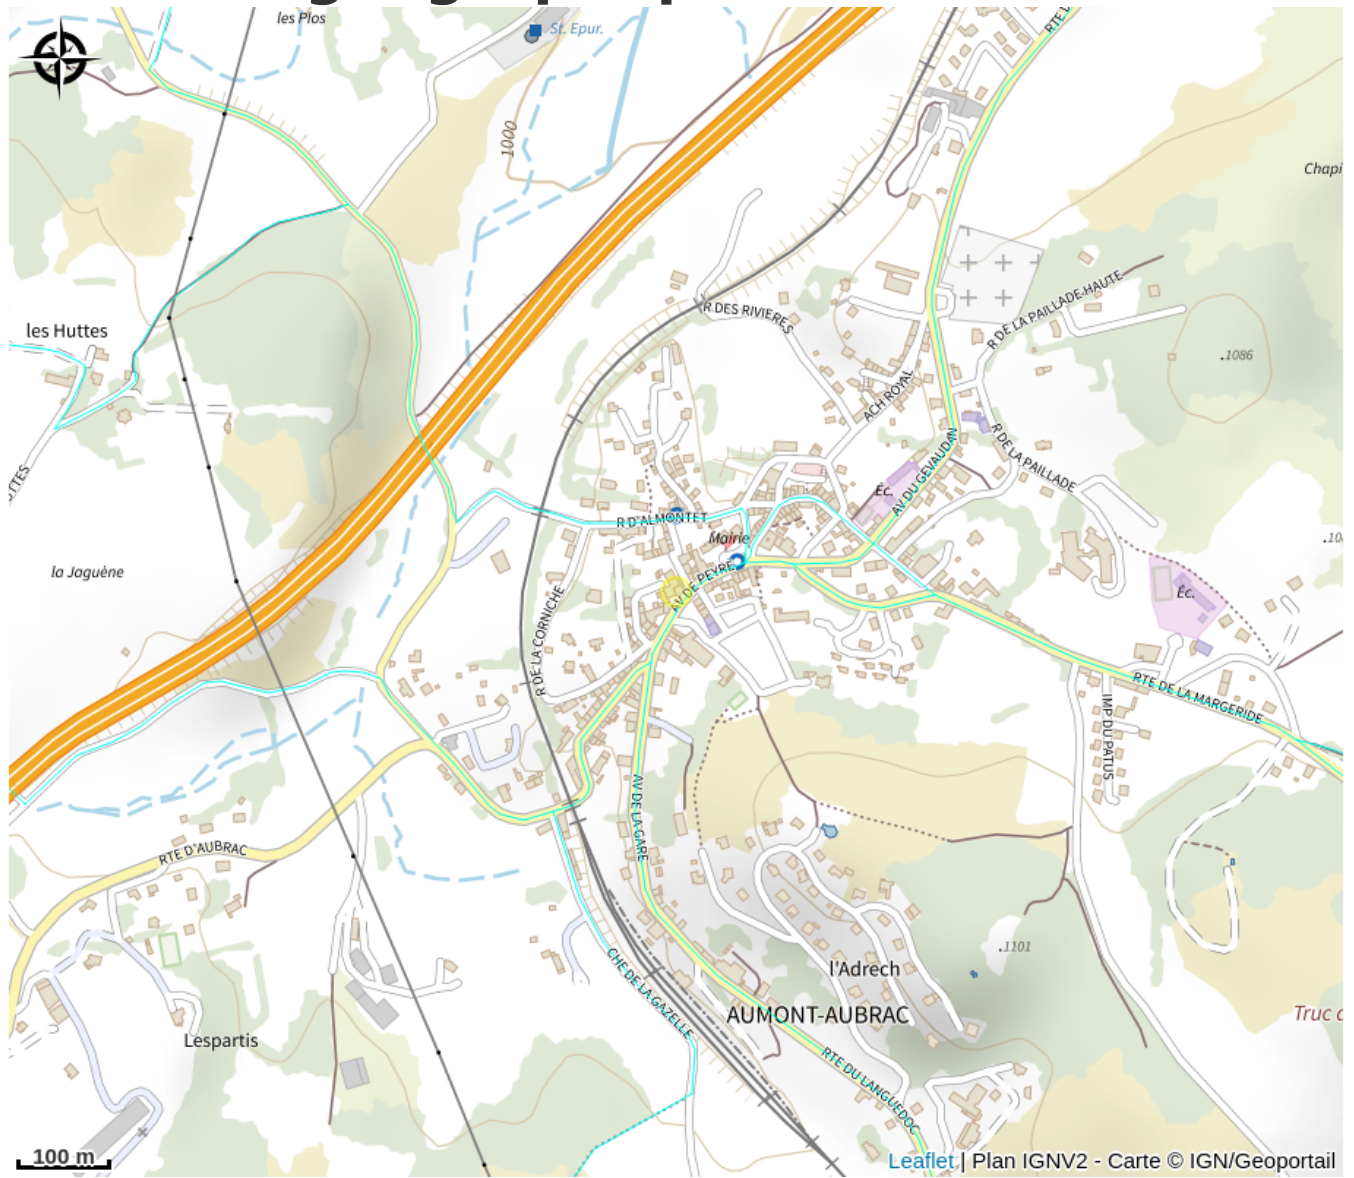 les Plos
St. Epur.
RTE D
1000
Chapi
les Huttes
R DES RIVIERES
R DE LA PAILLADE-HAUTE
.1086
ACH ROYAL
AV DU GEVAUDAN
R DE LA PAILLADE
Éc.
R D'ALMONTET
Mairie
AV DE PEYRE
la Jaguène
Éc.
R DE LA CORNICHE
RTE DE LA MARGERIDE
IMP DU PATUS
AV DE LA GARE
RTE D'AUBRAC
.1101
l'Adrech
CHE DE LA GAZELLE
AUMONT-AUBRAC
Truc d
Lespartis
RTE DU LANGUEDOC
100 m
Leaflet | Plan IGNV2 - Carte © IGN/Geoportail